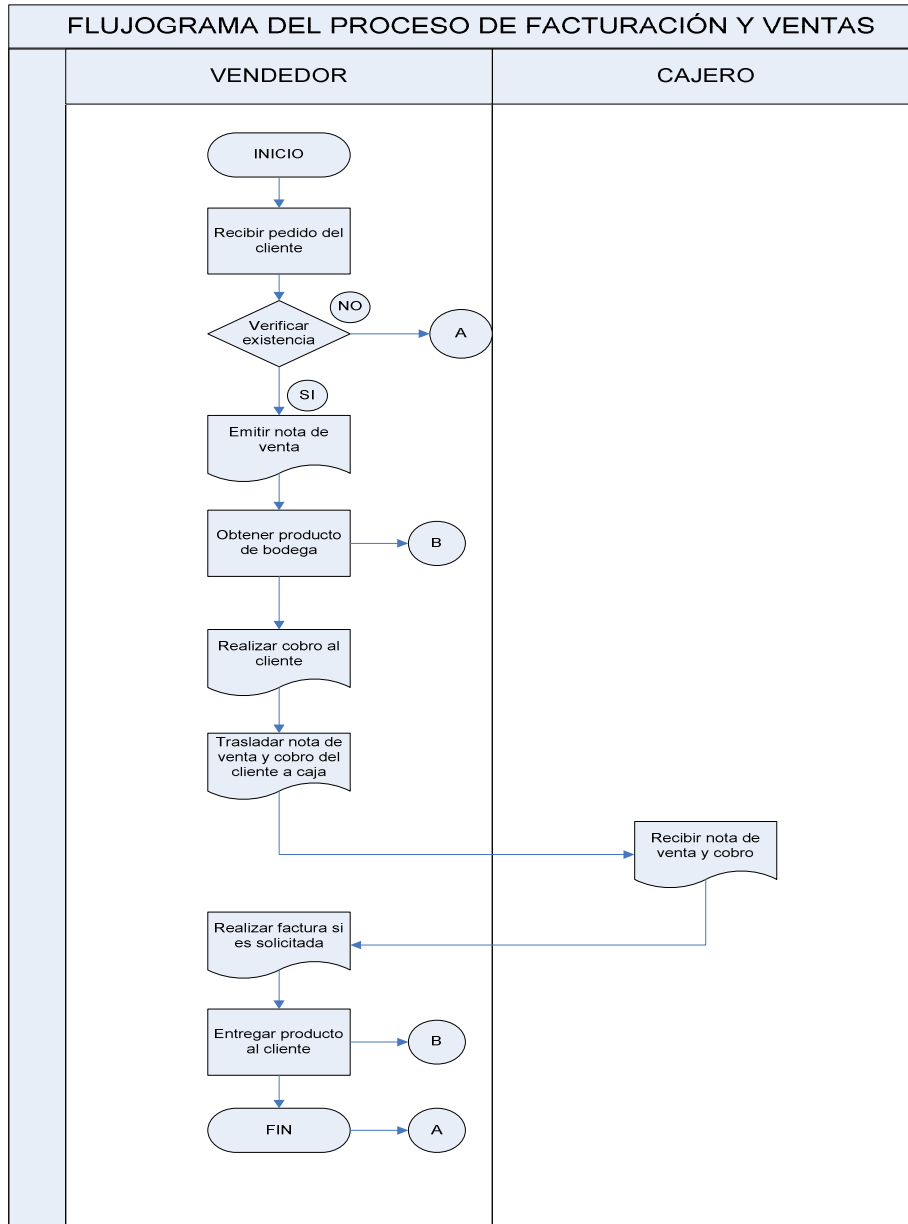 FLUJOGRAMA DEL PROCESO DE FACTURACIÓN Y VENTAS
VENDEDOR
CAJERO
INICIO
Recibir pedido del
cliente
NO
Verificar
existencia
A
SI
Emitir nota de
venta
Obtener producto
de bodega
B
Realizar cobro al
cliente
Trasladar nota de
venta y cobro del
cliente a caja
Recibir nota de
venta y cobro
Realizar factura si
es solicitada
Entregar producto
al cliente
B
FIN
A